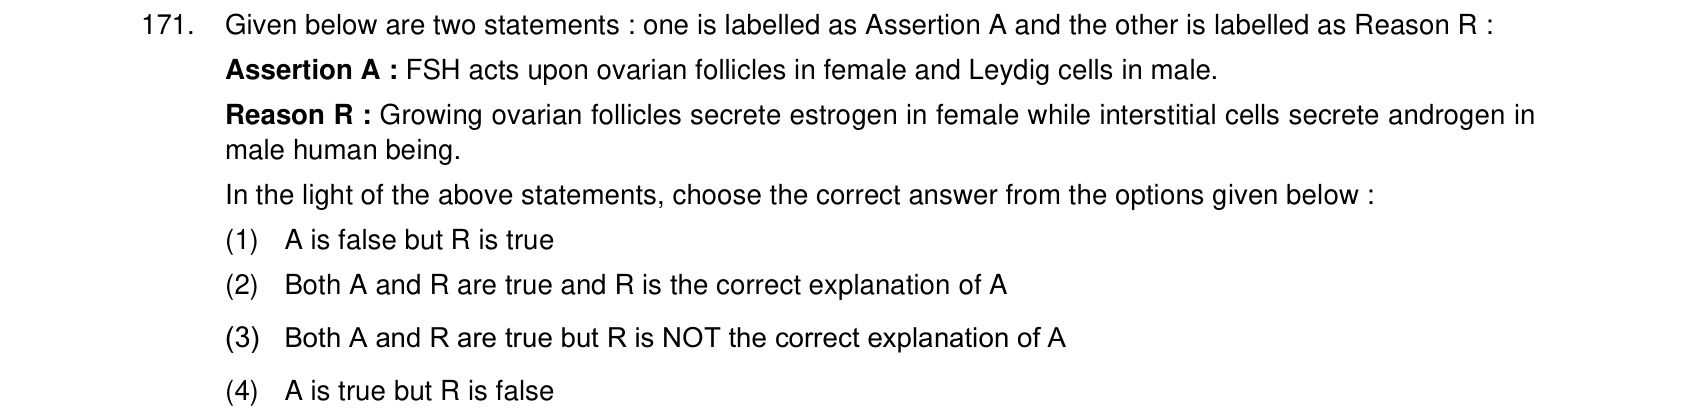 171. Given below are two statements : one is labelled as Assertion A and the other is labelled as Reason R :
Assertion A : FSH acts upon ovarian follicles in female and Leydig cells in male.
Reason R : Growing ovarian follicles secrete estrogen in female while interstitial cells secrete androgen in
male human being.
In the light of the above statements, choose the correct answer from the options given below :
(1) A is false but R is true
(2) Both A and R are true and R is the correct explanation of A
(3) Both A and R are true but R is NOT the correct explanation of A
(4) A is true but R is false